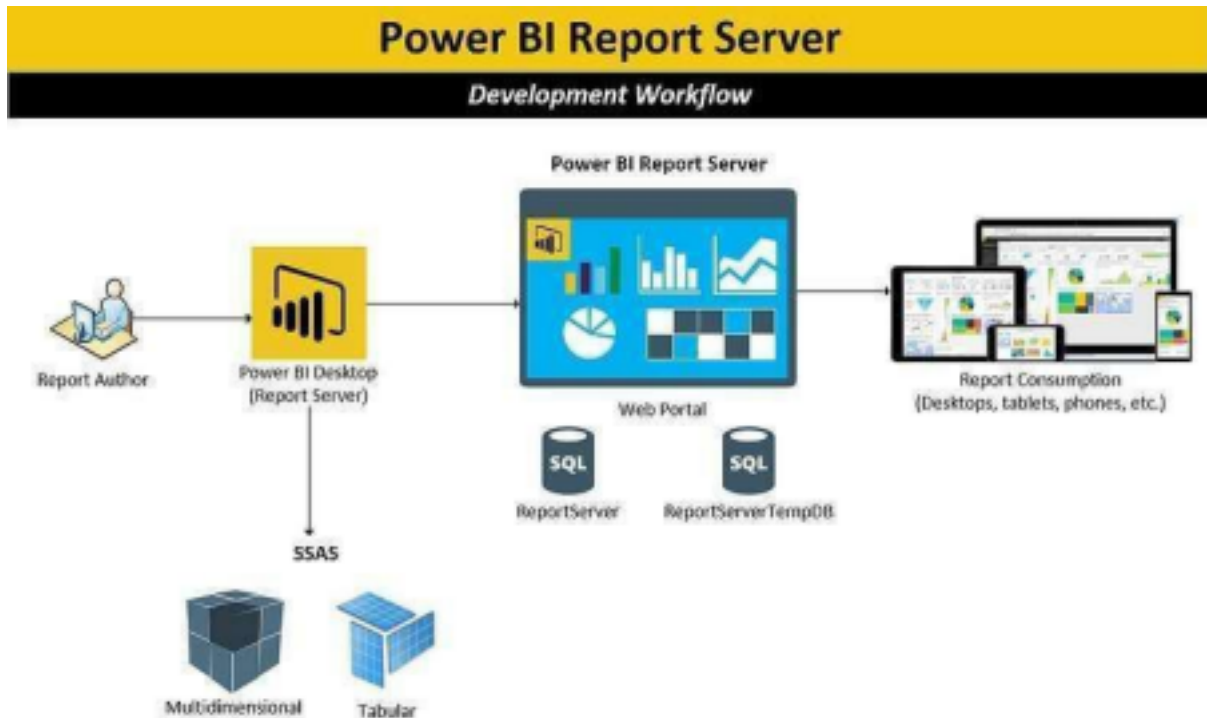 Power BI Report Server
Development Workflow
Power BI Report Server
Report Author
Power BI Desktop
(Report Server)
Web Portal
Report Consumption
(Desktops, tablets, phones, etc.)
SQL
SQL
ReportServer
ReportServerTempDB
SSAS
Multidimensional
Tabular